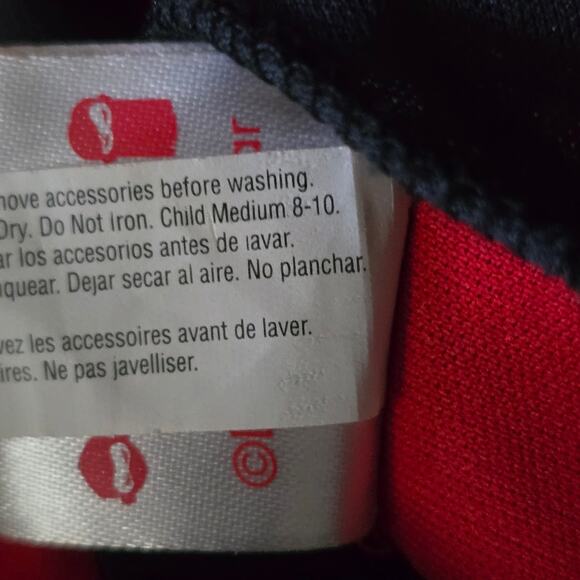 move accessories before washing.
Dry. Do Not Iron. Child Medium 8-10.
ar los accesorios antes de lavar.
quear. Dejar secar al aire. No planchar.
vez les accessoires avant de laver.
ires. Ne pas javelliser.
©